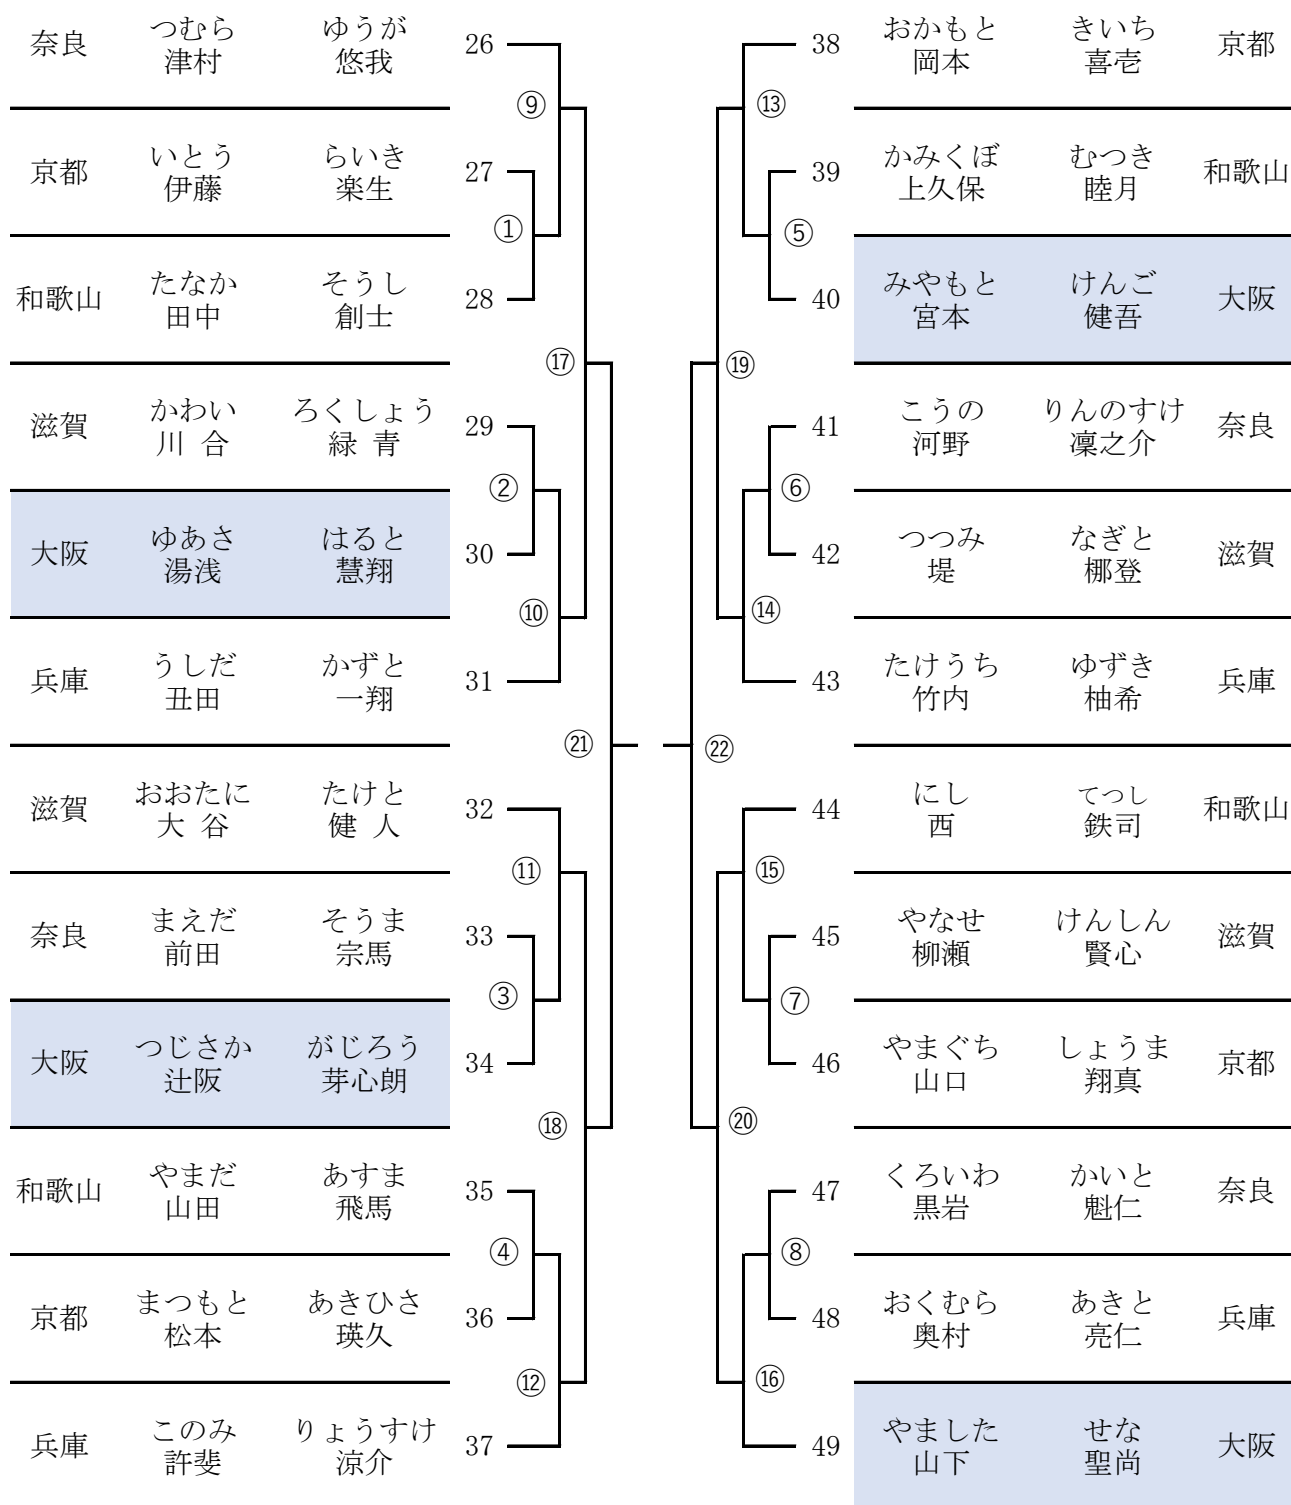 奈良 つむら ゆうが 26
津村 悠我
⑨
京都 いとう らいき 27
伊藤 楽生
①
和歌山 たなか そうし 28
田中 創士
⑰
滋賀 かわい ろくしょう 29
川 合 緑 青
②
大阪 ゆあさ はると 30
湯浅 慧翔
⑩
兵庫 うしだ かずと 31
丑田 一翔
㉑
滋賀 おおたに たけと 32
大 谷 健 人
⑪
奈良 まえだ そうま 33
前田 宗馬
③
大阪 つじさか がじろう 34
辻阪 芽心朗
⑱
和歌山 やまだ あすま 35
山田 飛馬
④
京都 まつもと あきひさ 36
松本 瑛久
⑫
兵庫 このみ りょうすけ 37
許斐 涼介
38 おかもと きいち 京都
岡本 喜壱
⑬
39 かみくぼ むつき 和歌山
上久保 睦月
⑤
40 みやもと けんご 大阪
宮本 健吾
⑲
41 こうの りんのすけ 奈良
河野 凜之介
⑥
42 つつみ なぎと 滋賀
堤 梛登
⑭
43 たけうち ゆずき 兵庫
竹内 柚希
㉒
44 にし てつし 和歌山
西 鉄司
⑮
45 やなせ けんしん 滋賀
柳瀬 賢心
⑦
46 やまぐち しょうま 京都
山口 翔真
⑳
47 くろいわ かいと 奈良
黒岩 魁仁
⑧
48 おくむら あきと 兵庫
奥村 亮仁
⑯
49 やました せな 大阪
山下 聖尚